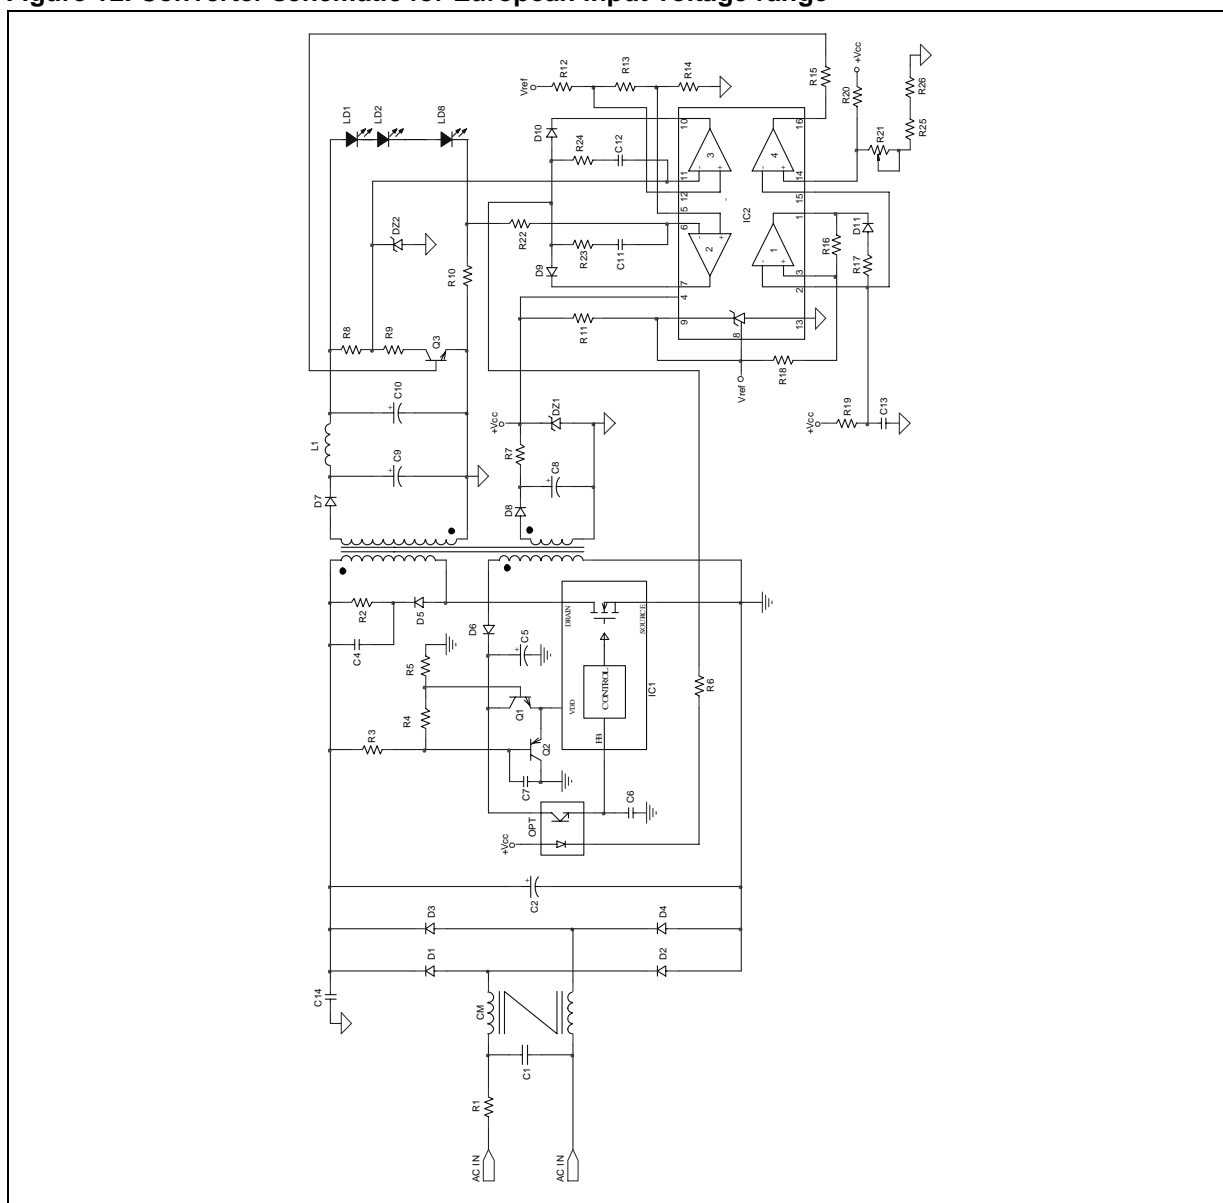 Figure 12. Converter schematic for European input voltage range
LD1
LD2
LD8
DZ2
R10
R8
R9
Q3
C10
L1
C9
D7
Vref
R12
R13
R14
R15
+Vcc
R20
R21
R25
R26
D10
R24
C12
R22
R23
C11
D9
10
11
12
5
6
7
4
9
8
13
16
14
15
1
3
2
-
+
3
-
+
4
-
+
2
-
+
1
IC2
D11
R16
R17
R11
R18
Vref
+Vcc
R19
C13
+Vcc
DZ1
R7
C8
D8
R2
D5
C4
D6
C5
R5
R4
R3
Q1
Q2
C7
DRAIN
SOURCE
VDD
CONTROL
FB
IC1
R6
C6
OPT
+Vcc
C2
D3
D4
D1
D2
C14
CM
C1
R1
AC IN
AC IN